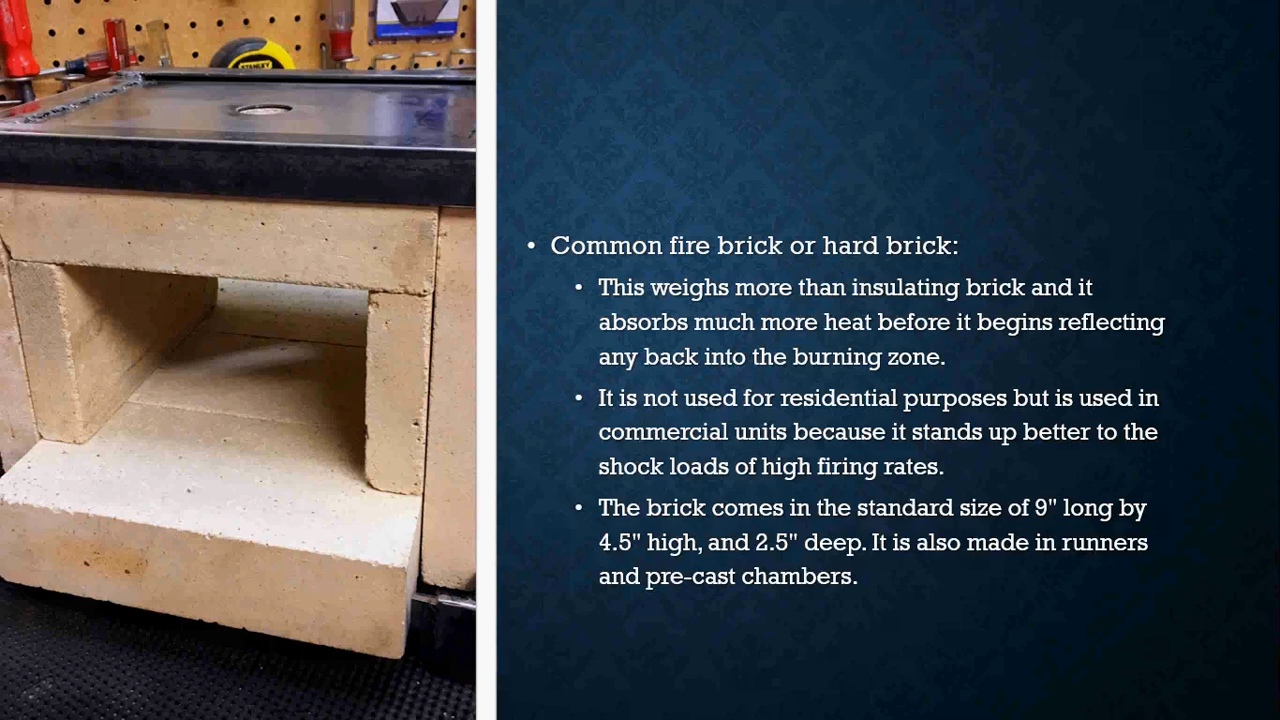 STANLEY
• Common fire brick or hard brick:
• This weighs more than insulating brick and it
absorbs much more heat before it begins reflecting
any back into the burning zone.
• It is not used for residential purposes but is used in
commercial units because it stands up better to the
shock loads of high firing rates.
• The brick comes in the standard size of 9" long by
4.5" high, and 2.5" deep. It is also made in runners
and pre-cast chambers.